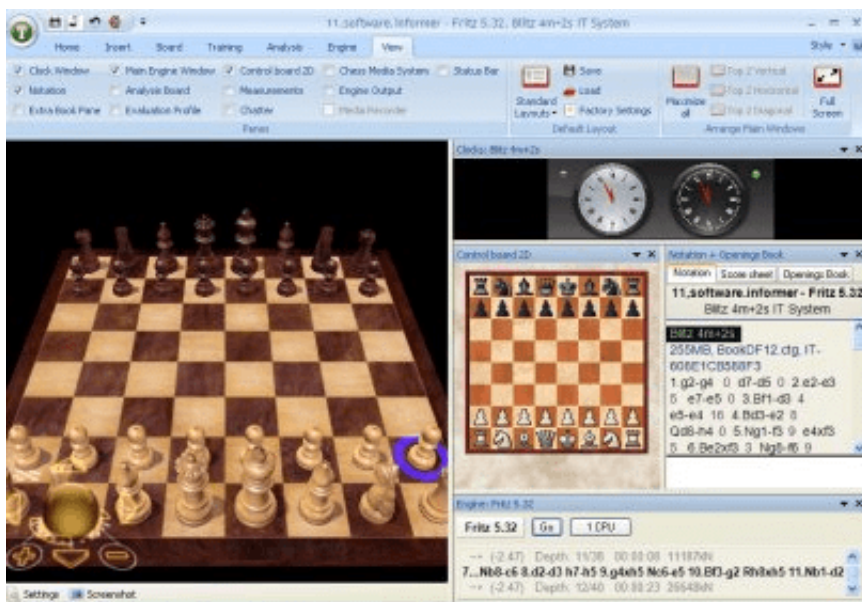 11,software.informer - Fritz 5.32, Blitz 4m+2s IT System
Home Insert Board Training Analysis Engine View
Style
Clock Window Main Engine Window Control board 2D Chess Media System Status Bar
Notation Analysis Board Measurements Engine Output
Extra Book Pane Evaluation Profile Chatter Media Recorder
Panes
Standard Layouts
Save
Load
Factory Settings
Default Layout
Maximize all
Top 2 Vertical
Top 2 Horizontal
Top 2 Diagonal
Full Screen
Arrange Main Windows
Clocks: Blitz 4m+2s
Control board 2D
Notation + Openings Book
Notation Score sheet Openings Book
11,software.informer - Fritz 5.32
Blitz 4m+2s IT System
Blitz 4m+2s
255MB, BookDF12.ctg, IT-
608E1CB588F3
1.g2-g4 0 d7-d5 0 2.e2-e3
5 e7-e5 0 3.Bf1-d3 4
e5-e4 16 4.Bd3-e2 8
Qd8-h4 0 5.Ng1-f3 9 e4xf3
5 6.Be2xf3 3 Ng8-f6 9
Engine: Fritz 5.32
Fritz 5.32 Go 1 CPU
(-2.47) Depth: 11/36 00:00:08 11187kN
7...Nb8-c6 8.d2-d3 h7-h5 9.g4xh5 Nc6-e5 10.Bf3-g2 Rh8xh5 11.Nb1-d2
(-2.47) Depth: 12/40 00:00:23 26648kN
Settings Screenshot